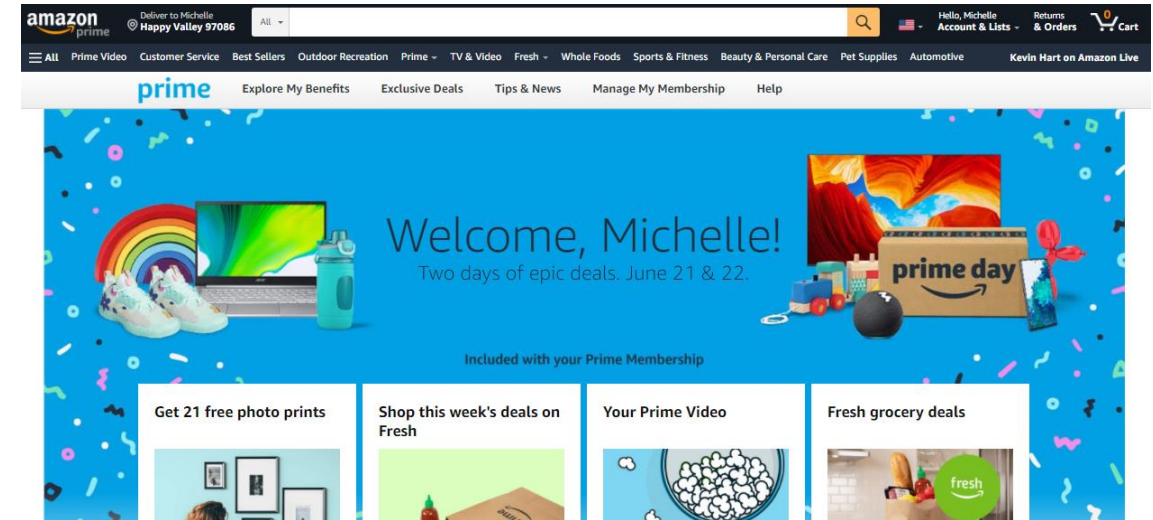 amazon
prime
Deliver to Michelle
Happy Valley 97086
All
Hello, Michelle
Account & Lists
Returns
& Orders
0
Cart
All Prime Video Customer Service Best Sellers Outdoor Recreation Prime TV & Video Fresh Whole Foods Sports & Fitness Beauty & Personal Care Pet Supplies Automotive Kevin Hart on Amazon Live
prime Explore My Benefits Exclusive Deals Tips & News Manage My Membership Help
Welcome, Michelle!
Two days of epic deals. June 21 & 22.
prime day
Included with your Prime Membership
Get 21 free photo prints
Shop this week's deals on
Fresh
Your Prime Video
Fresh grocery deals
fresh